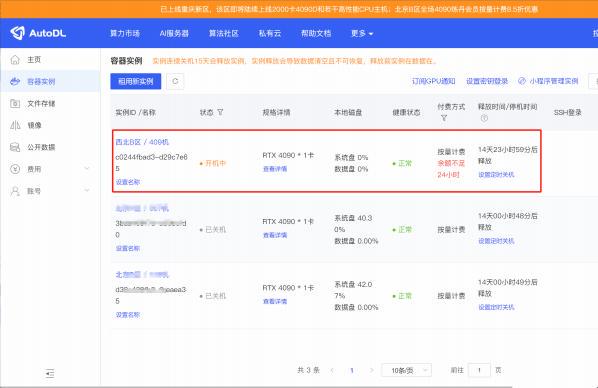 已上线重庆新区，该区即将陆续上线2000卡4090D和若干高性能CPU主机；北京B区全场4090炼丹会员按量计费8.5折优惠
AutoDL
算力市场 AI服务器 算法社区 私有云 帮助文档 更多
主页
容器实例
文件存储
镜像
公开数据
费用
账号
容器实例 实例连续关机15天会释放实例，实例释放会导致数据清空且不可恢复，释放前实例在数据在。
租用新实例
订阅GPU通知 设置密钥登录 小程序管理实例
实例ID /名称 状态 规格详情 本地磁盘 健康状态 付费方式 释放时间/停机时间 SSH登录
西北B区 / 409机
c0244fbad3-d29c7e6
5
设置名称
开机中
RTX 4090 * 1卡
查看详情
系统盘 0%
数据盘 0%
正常
按量计费
余额不足
24小时
14天23小时59分后
释放
设置定时关机
设置名称
已关机
RTX 4090 * 1卡
查看详情
系统盘 40.3
0%
数据盘 0.00%
正常
按量计费
14天00小时48分后
释放
设置定时关机
设置名称
已关机
RTX 4090 * 1卡
查看详情
系统盘 42.0
7%
数据盘 0.00%
正常
按量计费
14天00小时49分后
释放
设置定时关机
共 3 条 1 10条/页 前往 1 页